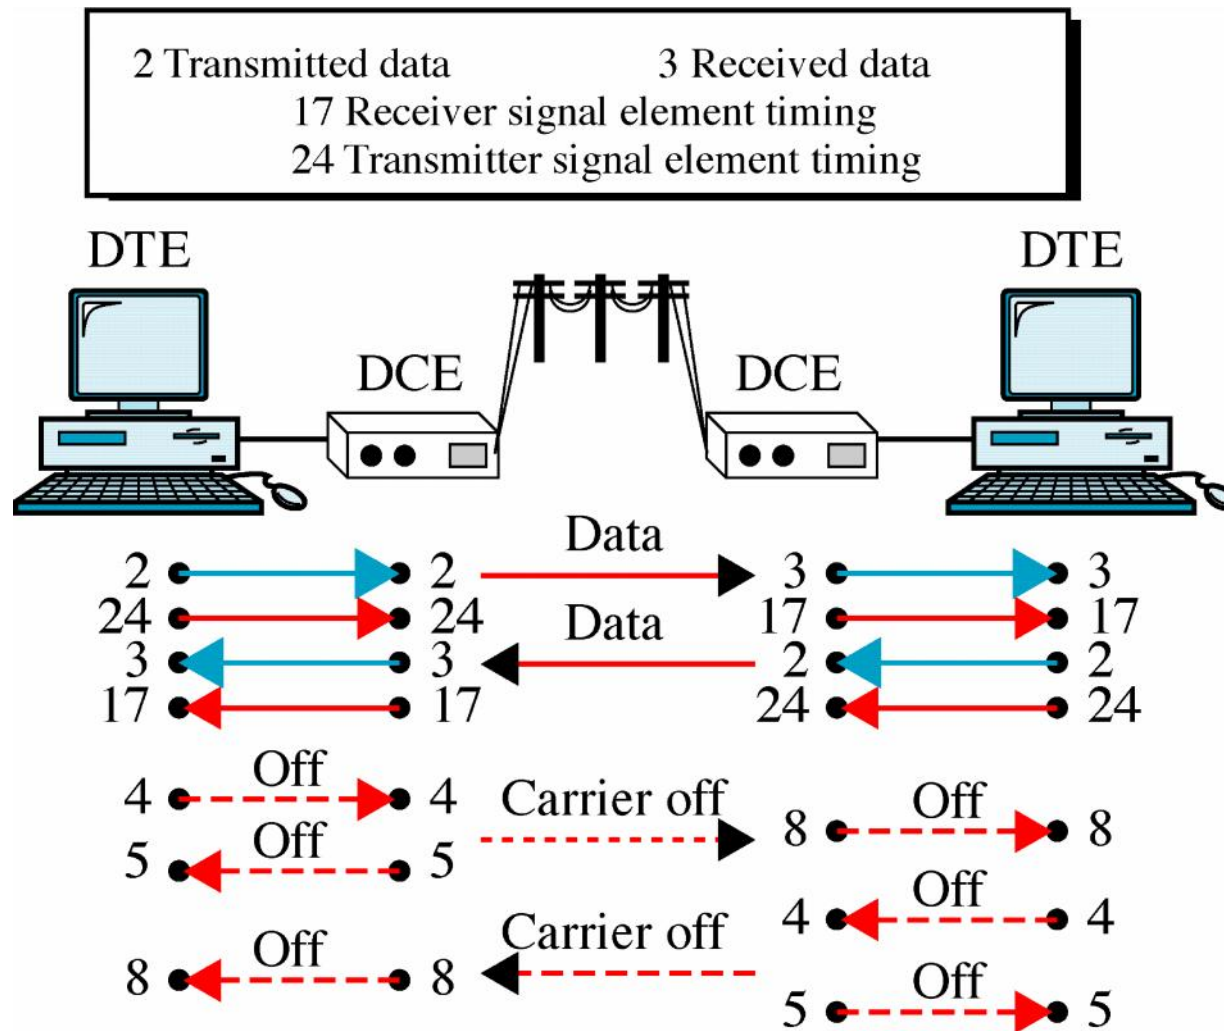 2 Transmitted data 3 Received data
17 Receiver signal element timing
24 Transmitter signal element timing
DTE DTE
DCE DCE
Data
2 2 3 3
24 24 17 17
Data
3 3 2 2
17 17 24 24
Off
4 4 Carrier off Off
8 8
Off
5 5
Off
4 4
Off Carrier off
8 8
Off
5 5